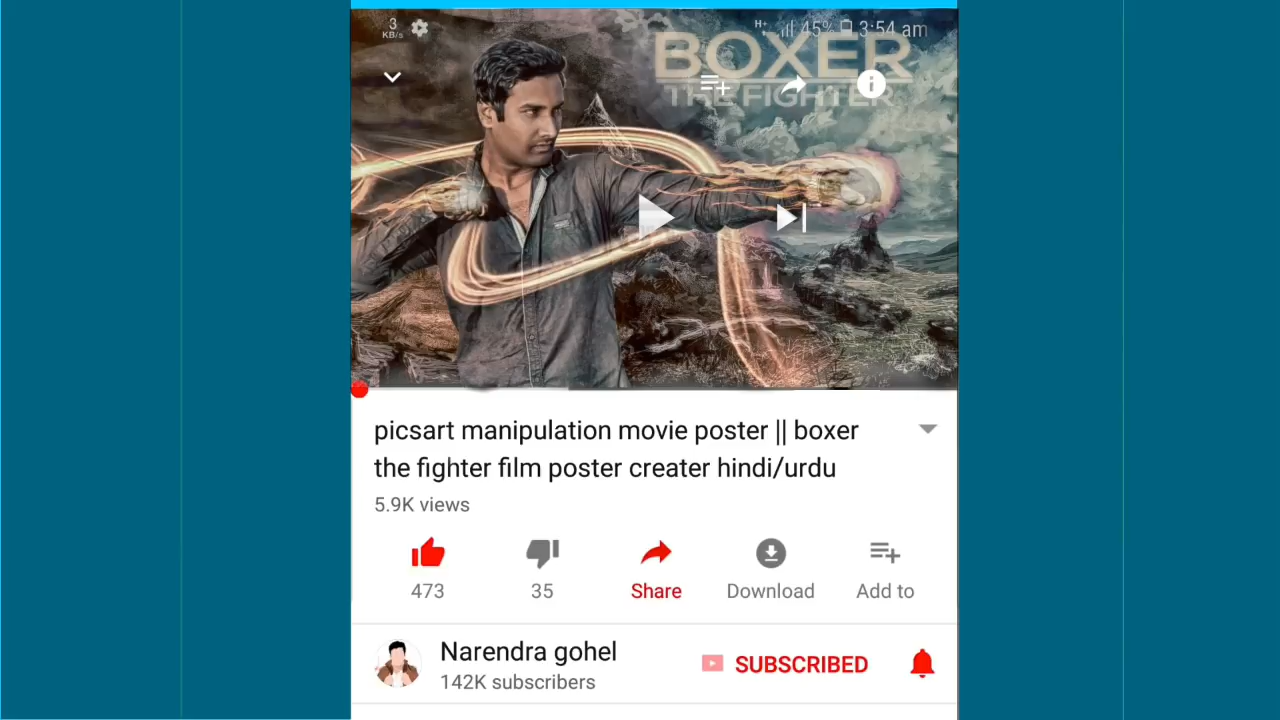 3
KB/s
H+ 45% 3:54 am
BOXER
THE FIGHTER
picsart manipulation movie poster || boxer
the fighter film poster creater hindi/urdu
5.9K views
473 35 Share Download Add to
Narendra gohel
142K subscribers
SUBSCRIBED